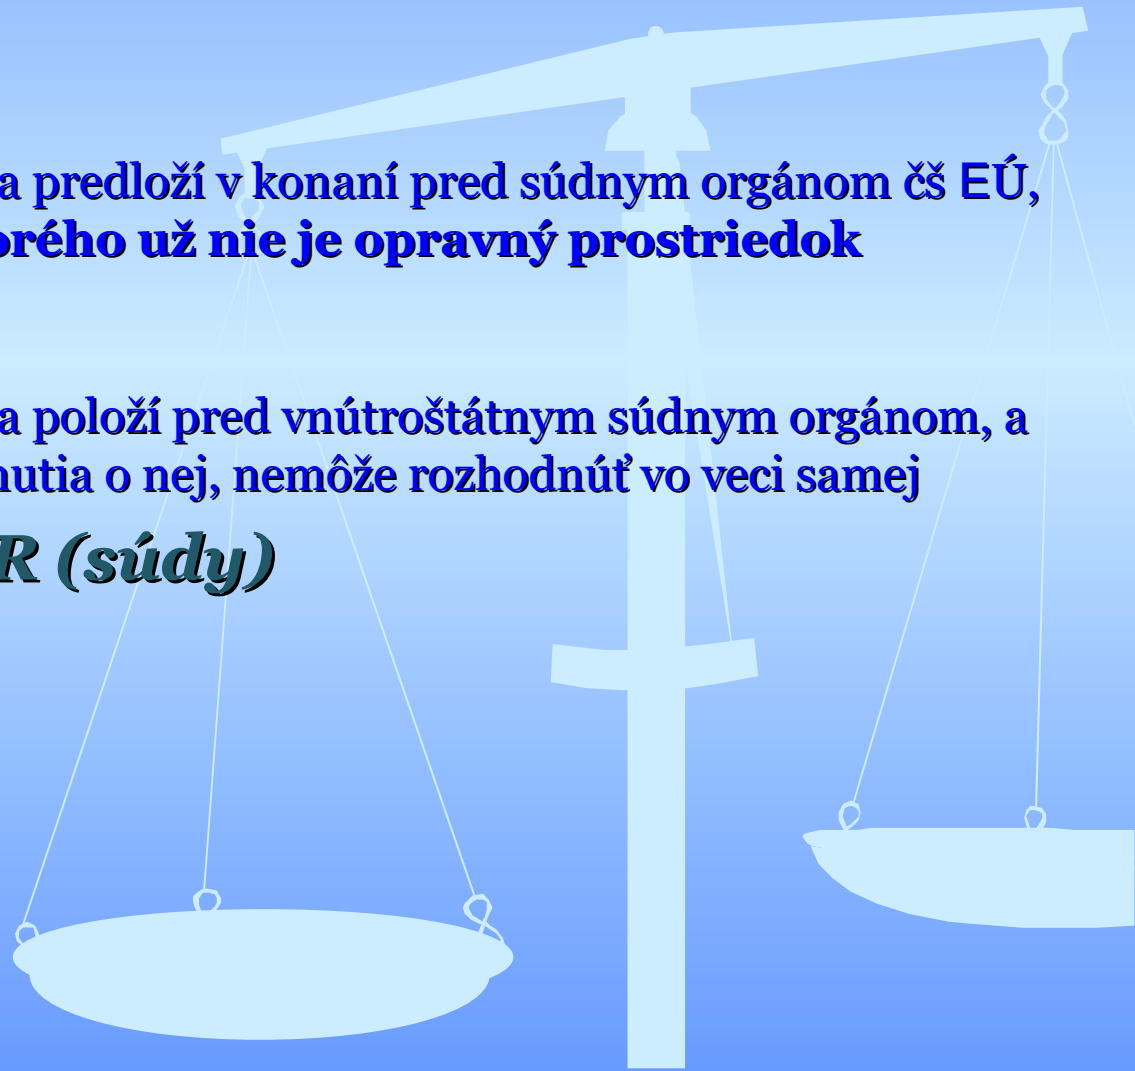 a predloží v konaní pred súdnym orgánom čš EÚ,
orého už nie je opravný prostriedok
a položí pred vnútroštátnym súdnym orgánom, a
nutia o nej, nemôže rozhodnúť vo veci samej
R (súdy)